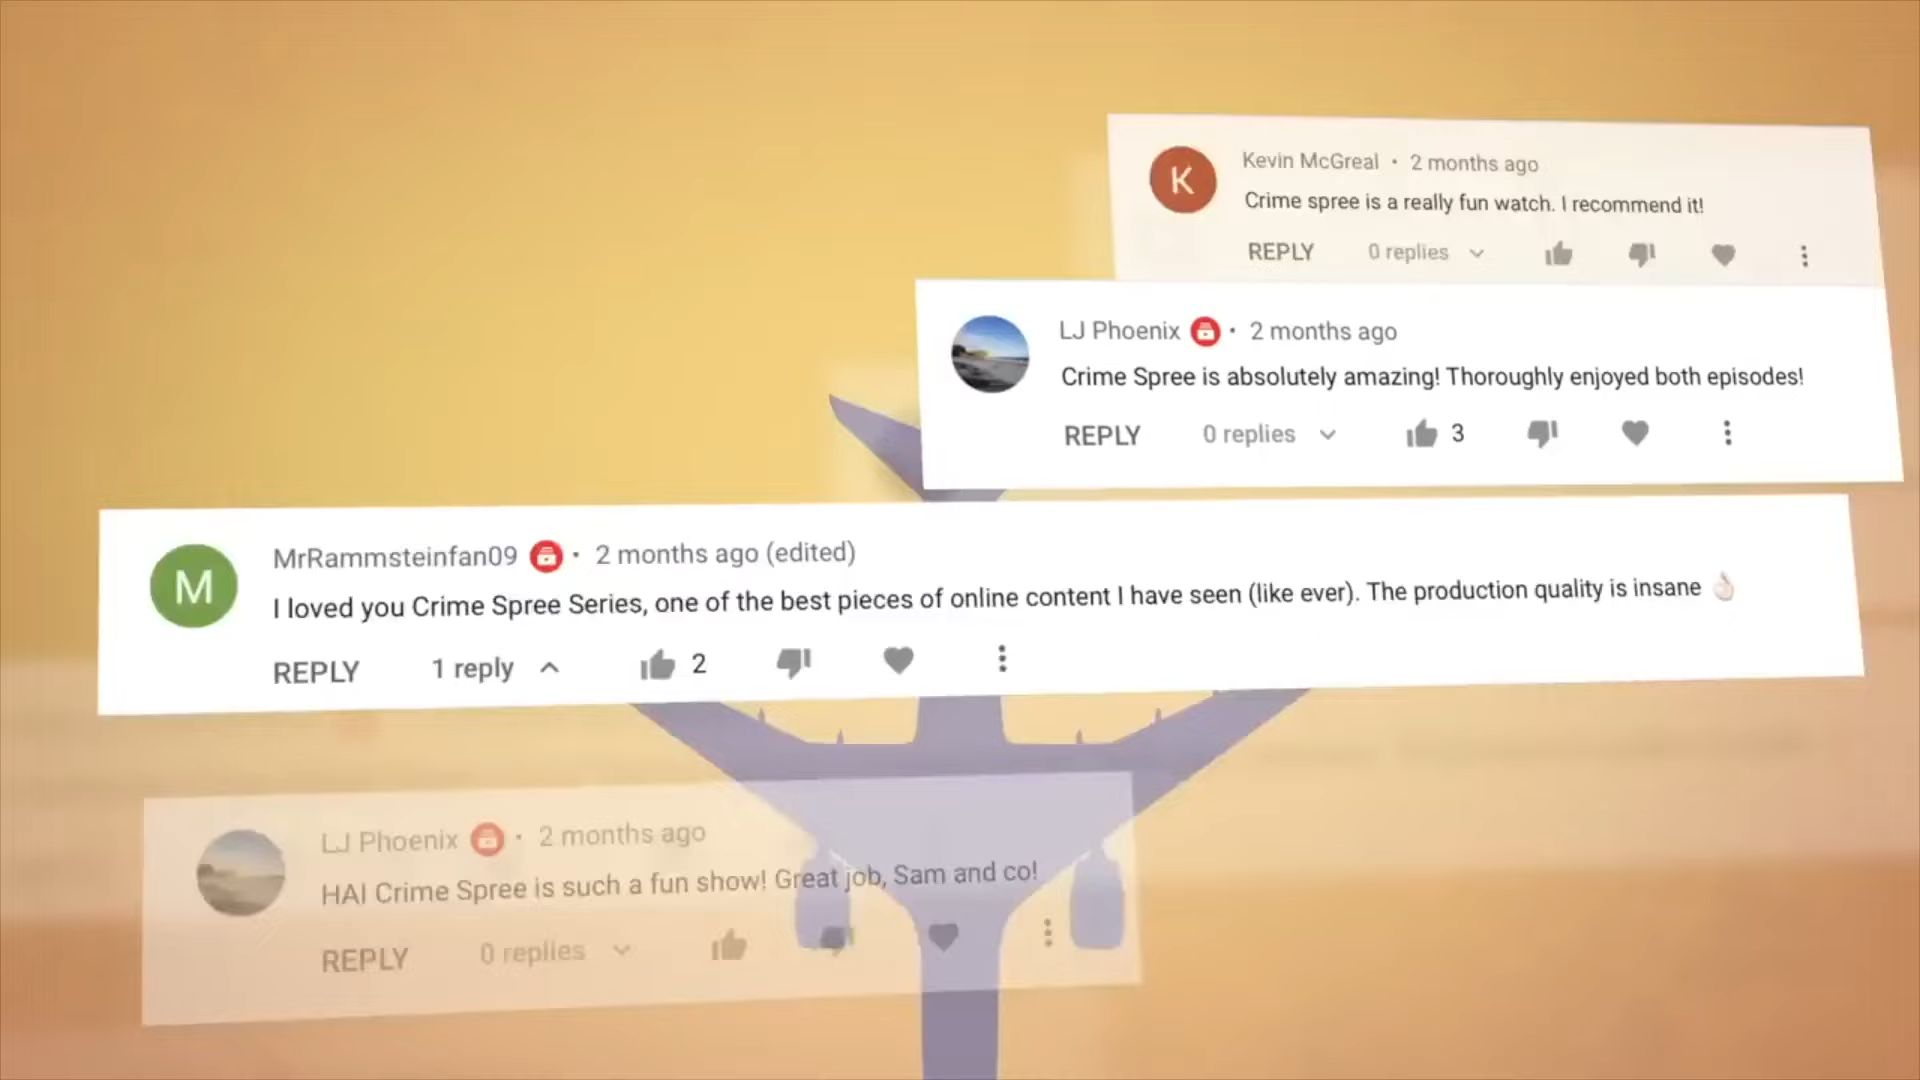 K
Kevin McGreal • 2 months ago
Crime spree is a really fun watch. I recommend it!
REPLY 0 replies
LJ Phoenix • 2 months ago
Crime Spree is absolutely amazing! Thoroughly enjoyed both episodes!
REPLY 0 replies 3
M
MrRammsteinfan09 • 2 months ago (edited)
I loved you Crime Spree Series, one of the best pieces of online content I have seen (like ever). The production quality is insane 👌🏻
REPLY 1 reply 2
LJ Phoenix • 2 months ago
HAI Crime Spree is such a fun show! Great job, Sam and co!
REPLY 0 replies